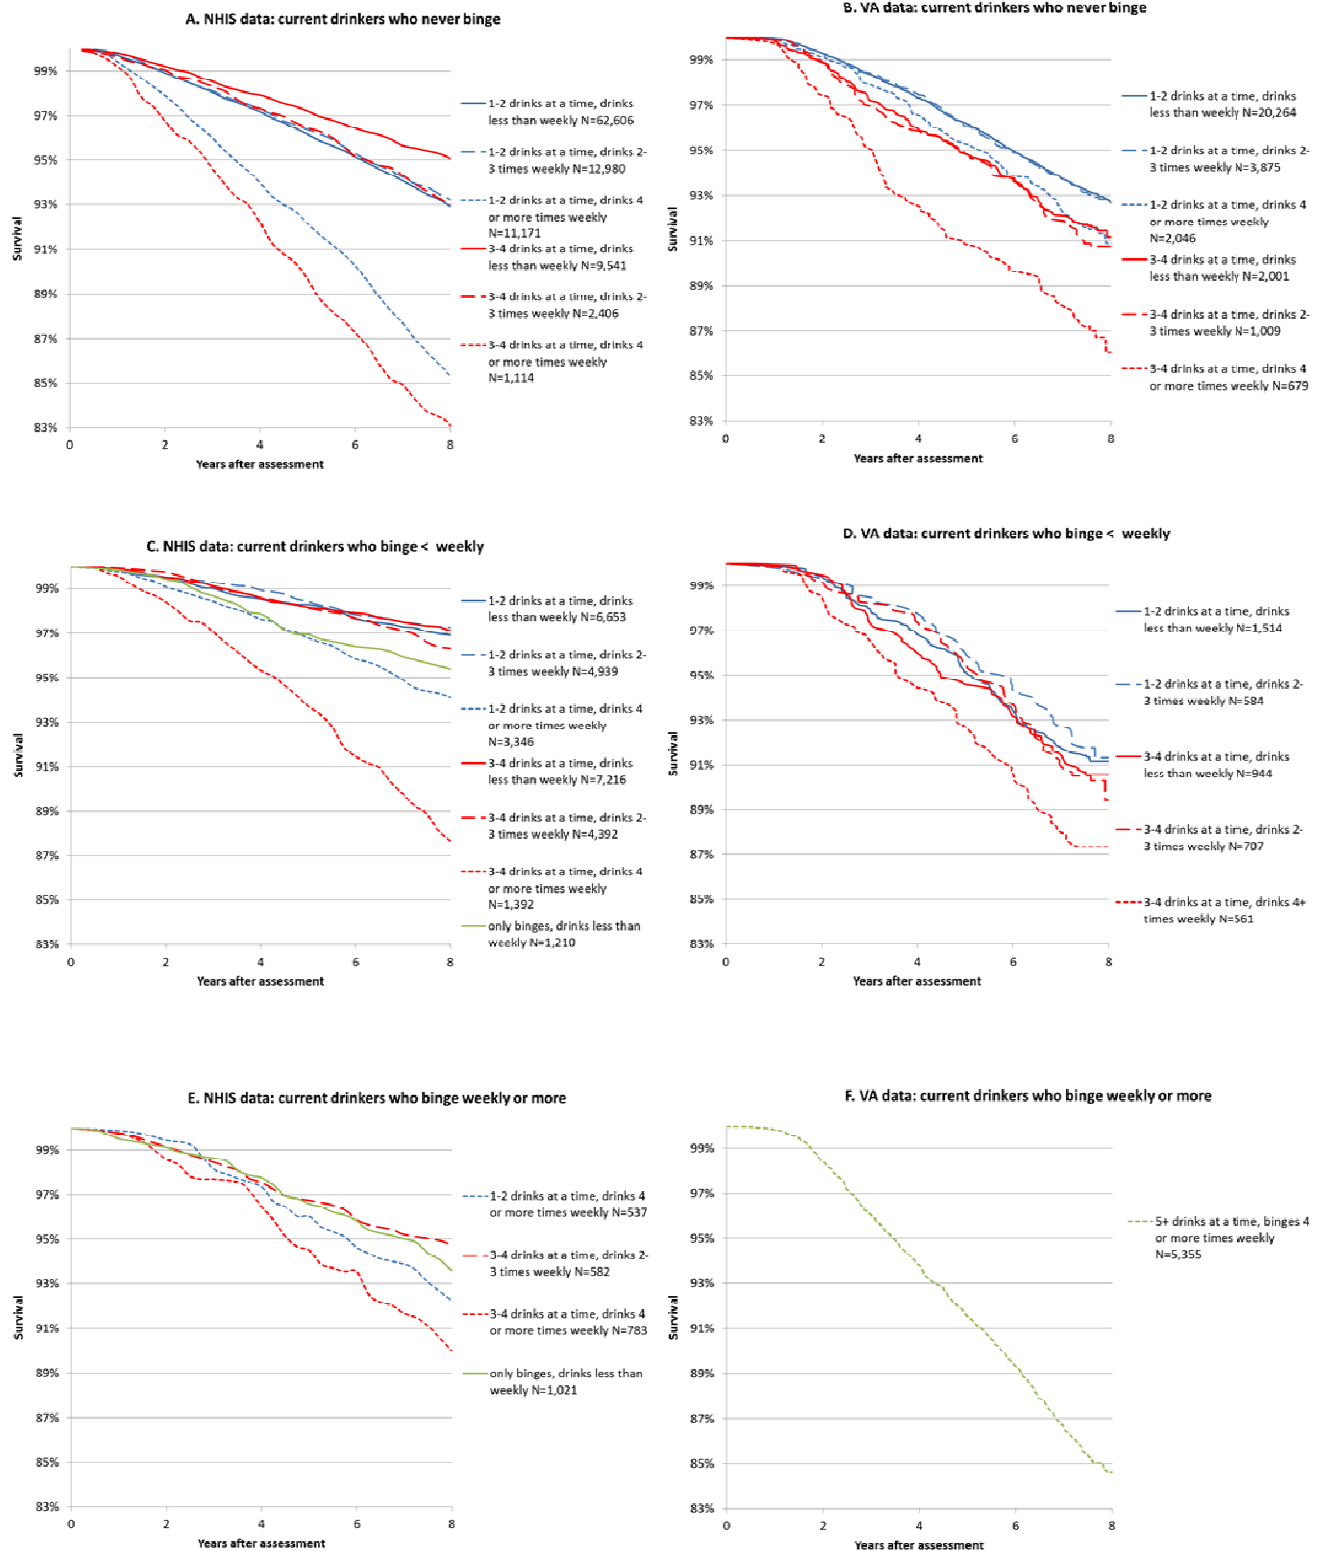 A. NHIS data: current drinkers who never binge
99%
97%
95%
93%
91%
89%
87%
85%
83%
Survival
0 2 4 6 8
Years after assessment
1-2 drinks at a time, drinks
less than weekly N=62,606
1-2 drinks at a time, drinks 2-
3 times weekly N=12,980
1-2 drinks at a time, drinks 4
or more times weekly
N=11,171
3-4 drinks at a time, drinks
less than weekly N=9,541
3-4 drinks at a time, drinks 2-
3 times weekly N=2,406
3-4 drinks at a time, drinks 4
or more times weekly
N=1,114
B. VA data: current drinkers who never binge
99%
97%
95%
93%
91%
89%
87%
85%
83%
Survival
0 2 4 6 8
Years after assessment
1-2 drinks at a time, drinks
less than weekly N=20,264
1-2 drinks at a time, drinks 2-
3 times weekly N=3,875
1-2 drinks at a time, drinks 4
or more times weekly
N=2,046
3-4 drinks at a time, drinks
less than weekly N=2,001
3-4 drinks at a time, drinks 2-
3 times weekly N=1,009
3-4 drinks at a time, drinks 4
or more times weekly N=679
C. NHIS data: current drinkers who binge < weekly
99%
97%
95%
93%
91%
89%
87%
85%
83%
Survival
0 2 4 6 8
Years after assessment
1-2 drinks at a time, drinks
less than weekly N=6,653
1-2 drinks at a time, drinks 2-
3 times weekly N=4,939
1-2 drinks at a time, drinks 4
or more times weekly
N=3,346
3-4 drinks at a time, drinks
less than weekly N=7,216
3-4 drinks at a time, drinks 2-
3 times weekly N=4,392
3-4 drinks at a time, drinks 4
or more times weekly
N=1,392
only binges, drinks less than
weekly N=1,210
D. VA data: current drinkers who binge < weekly
99%
97%
95%
93%
91%
89%
87%
85%
83%
Survival
0 2 4 6 8
Years after assessment
1-2 drinks at a time, drinks
less than weekly N=1,514
1-2 drinks at a time, drinks 2-
3 times weekly N=584
3-4 drinks at a time, drinks
less than weekly N=944
3-4 drinks at a time, drinks 2-
3 times weekly N=707
3-4 drinks at a time, drinks 4+
times weekly N=561
E. NHIS data: current drinkers who binge weekly or more
99%
97%
95%
93%
91%
89%
87%
85%
83%
Survival
0 2 4 6 8
Years after assessment
1-2 drinks at a time, drinks 4
or more times weekly N=537
3-4 drinks at a time, drinks 2-
3 times weekly N=582
3-4 drinks at a time, drinks 4
or more times weekly N=783
only binges, drinks less than
weekly N=1,021
F. VA data: current drinkers who binge weekly or more
99%
97%
95%
93%
91%
89%
87%
85%
83%
Survival
0 2 4 6 8
Years after assessment
5+ drinks at a time, binges 4
or more times weekly
N=5,355